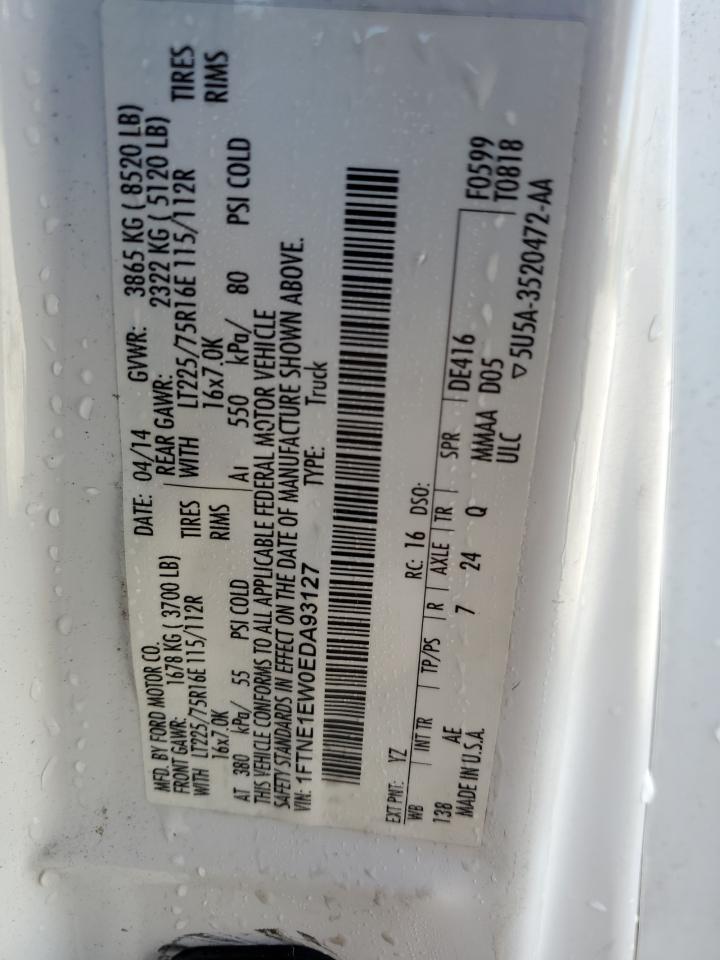 MFD. BY FORD MOTOR CO. DATE: 04/14 GVWR: 3865 KG ( 8520 LB)
FRONT GAWR: 1678 KG ( 3700 LB) REAR GAWR: 2322 KG ( 5120 LB)
WITH LT225/75R16E 115/112R TIRES WITH LT225/75R16E 115/112R TIRES
16x7.0K RIMS 16x7.0K RIMS
AT 380 kPa/ 55 PSI COLD AT 550 kPa/ 80 PSI COLD
THIS VEHICLE CONFORMS TO ALL APPLICABLE FEDERAL MOTOR VEHICLE
SAFETY STANDARDS IN EFFECT ON THE DATE OF MANUFACTURE SHOWN ABOVE.
VIN: 1FTNE1EW0EDA93127 TYPE: Truck
EXT PNT: YZ RC: 16 DSO: F0599
WB INT TR TP/PS R AXLE TR SPR DE416 T0818
138 AE 7 24 Q MMAA D05
MADE IN U.S.A. ULC ▽5U5A-3520472-AA